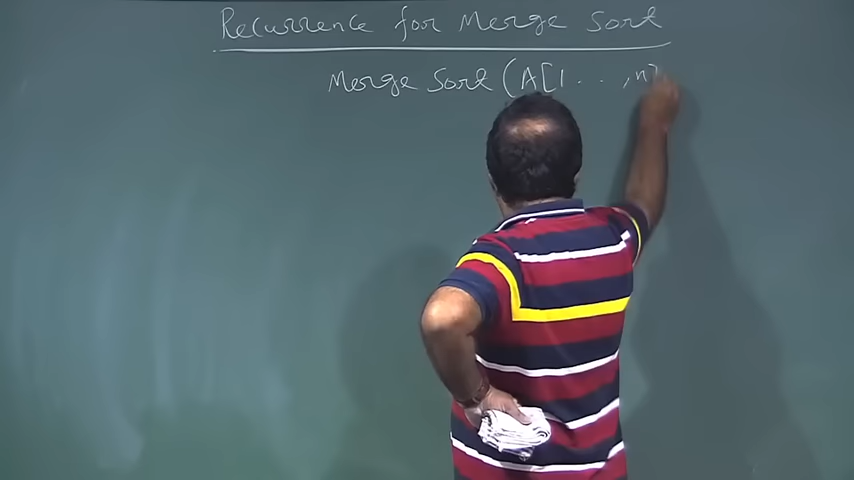 Recurrence for Merge Sort
Merge Sort (A[1 . . , n]